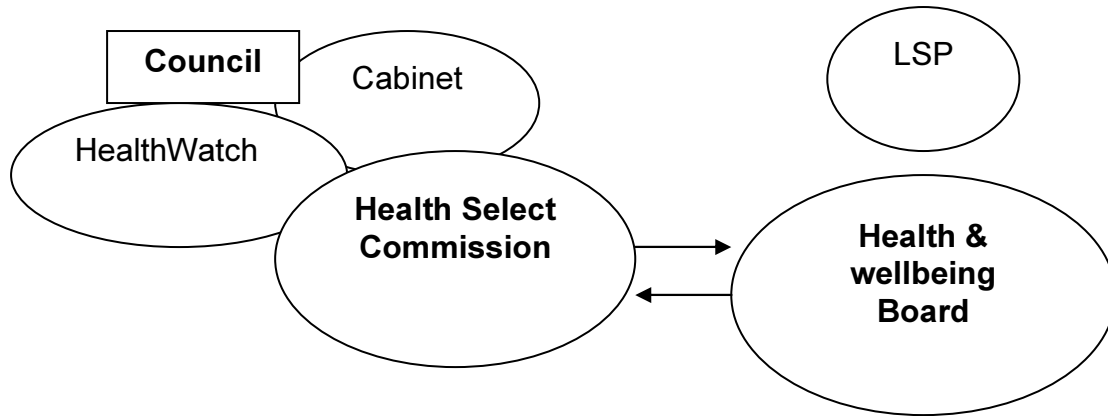 Council
Cabinet
HealthWatch
LSP
Health Select
Commission
Health &
wellbeing
Board